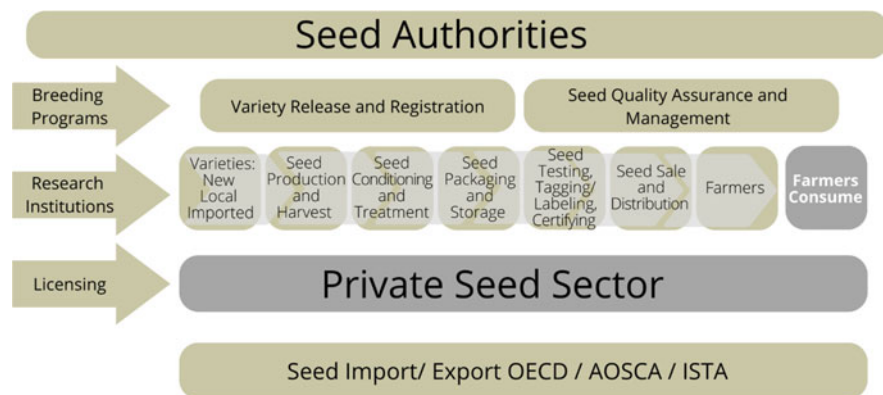 Seed Authorities
Breeding
Programs
Variety Release and Registration
Seed Quality Assurance and
Management
Research
Institutions
Varieties:
New
Local
Imported
Seed
Production
and
Harvest
Seed
Conditioning
and
Treatment
Seed
Packaging
and
Storage
Seed
Testing,
Tagging/
Labeling,
Certifying
Seed Sale
and
Distribution
Farmers
Farmers
Consume
Licensing
Private Seed Sector
Seed Import/ Export OECD / AOSCA / ISTA